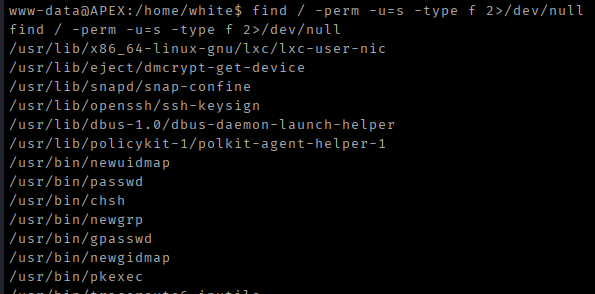 www-data@APEX:/home/white$ find / -perm -u=s -type f 2>/dev/null
find / -perm -u=s -type f 2>/dev/null
/usr/lib/x86_64-linux-gnu/lxc/lxc-user-nic
/usr/lib/eject/dmcrypt-get-device
/usr/lib/snapd/snap-confine
/usr/lib/openssh/ssh-keysign
/usr/lib/dbus-1.0/dbus-daemon-launch-helper
/usr/lib/policykit-1/polkit-agent-helper-1
/usr/bin/newuidmap
/usr/bin/passwd
/usr/bin/chsh
/usr/bin/newgrp
/usr/bin/gpasswd
/usr/bin/newgidmap
/usr/bin/pkexec
/usr/bin/traceroute6.iputils